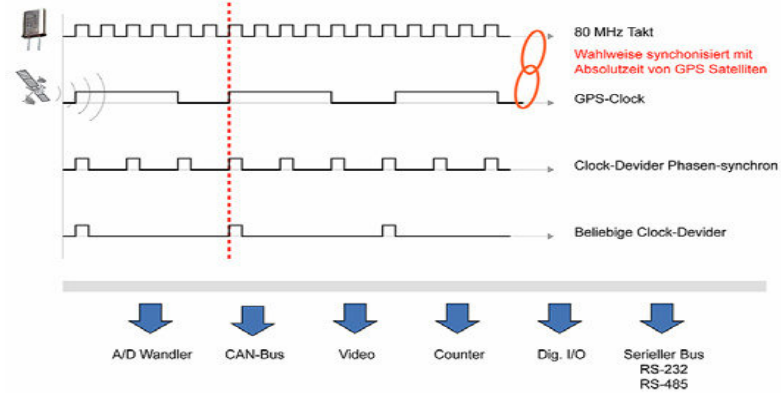 80 MHz Takt
Wahlweise synchonisiert mit
Absolutzeit von GPS Satelliten
GPS-Clock
Clock-Devider Phasen-synchron
Beliebige Clock-Devider
A/D Wandler
CAN-Bus
Video
Counter
Dig. I/O
Serieller Bus
RS-232
RS-485